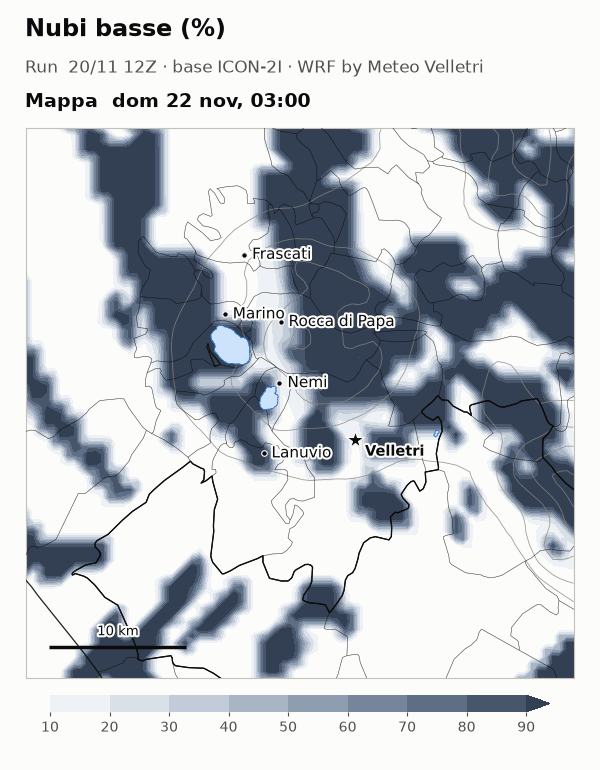 Nubi basse (%)
Run  20/11 12Z · base ICON-2I · WRF by Meteo Velletri
Mappa  dom 22 nov, 03:00
Frascati
Marino
Rocca di Papa
Nemi
Velletri
Lanuvio
10 km
10 20 30 40 50 60 70 80 90